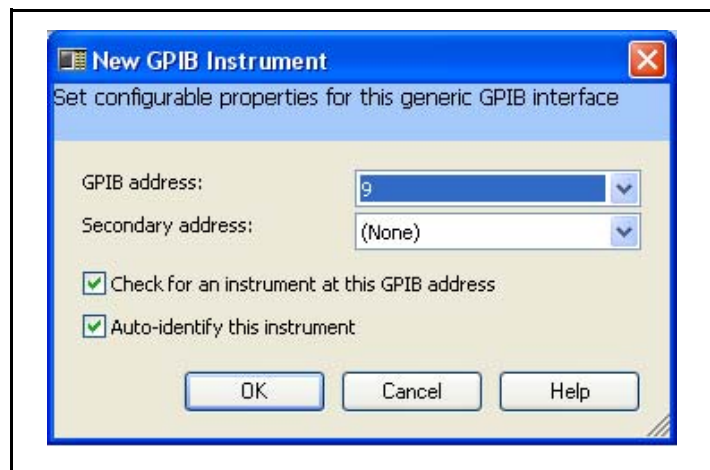 New GPIB Instrument
Set configurable properties for this generic GPIB interface
GPIB address: 9
Secondary address: (None)
Check for an instrument at this GPIB address
Auto-identify this instrument
OK Cancel Help